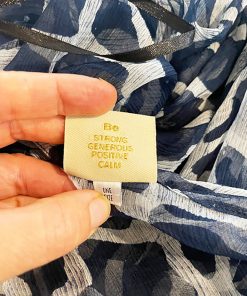 Be
STRONG
GENEROUS
POSITIVE
CALM